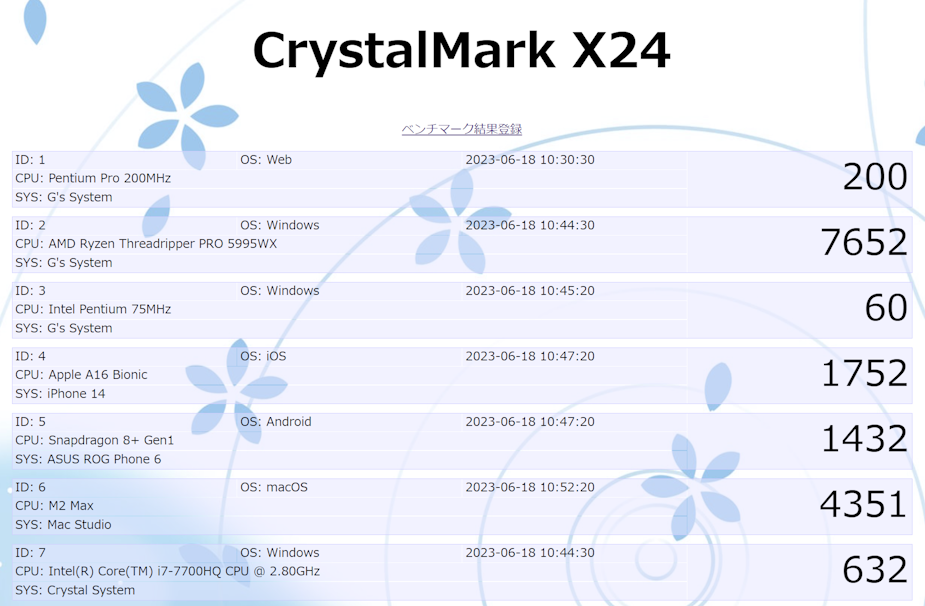 CrystalMark X24
ベンチマーク結果登録
ID: 1 OS: Web 2023-06-18 10:30:30
CPU: Pentium Pro 200MHz
200
SYS: G's System
ID: 2 OS: Windows 2023-06-18 10:44:30
CPU: AMD Ryzen Threadripper PRO 5995WX
7652
SYS: G's System
ID: 3 OS: Windows 2023-06-18 10:45:20
CPU: Intel Pentium 75MHz
60
SYS: G's System
ID: 4 OS: iOS 2023-06-18 10:47:20
CPU: Apple A16 Bionic
1752
SYS: iPhone 14
ID: 5 OS: Android 2023-06-18 10:47:20
CPU: Snapdragon 8+ Gen1
1432
SYS: ASUS ROG Phone 6
ID: 6 OS: macOS 2023-06-18 10:52:20
CPU: M2 Max
4351
SYS: Mac Studio
ID: 7 OS: Windows 2023-06-18 10:44:30
CPU: Intel(R) Core(TM) i7-7700HQ CPU @ 2.80GHz
632
SYS: Crystal System